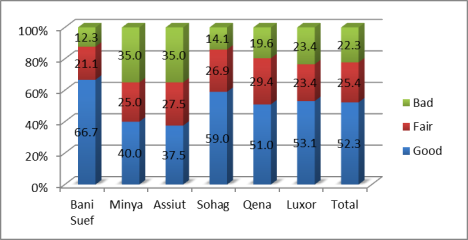 100%
80%
60%
40%
20%
0%
12.3 35.0 35.0 14.1 19.6 23.4 22.3
21.1 25.0 27.5 26.9 29.4 23.4 25.4
66.7 40.0 37.5 59.0 51.0 53.1 52.3
Bani Suef Minya Assiut Sohag Qena Luxor Total
Bad
Fair
Good